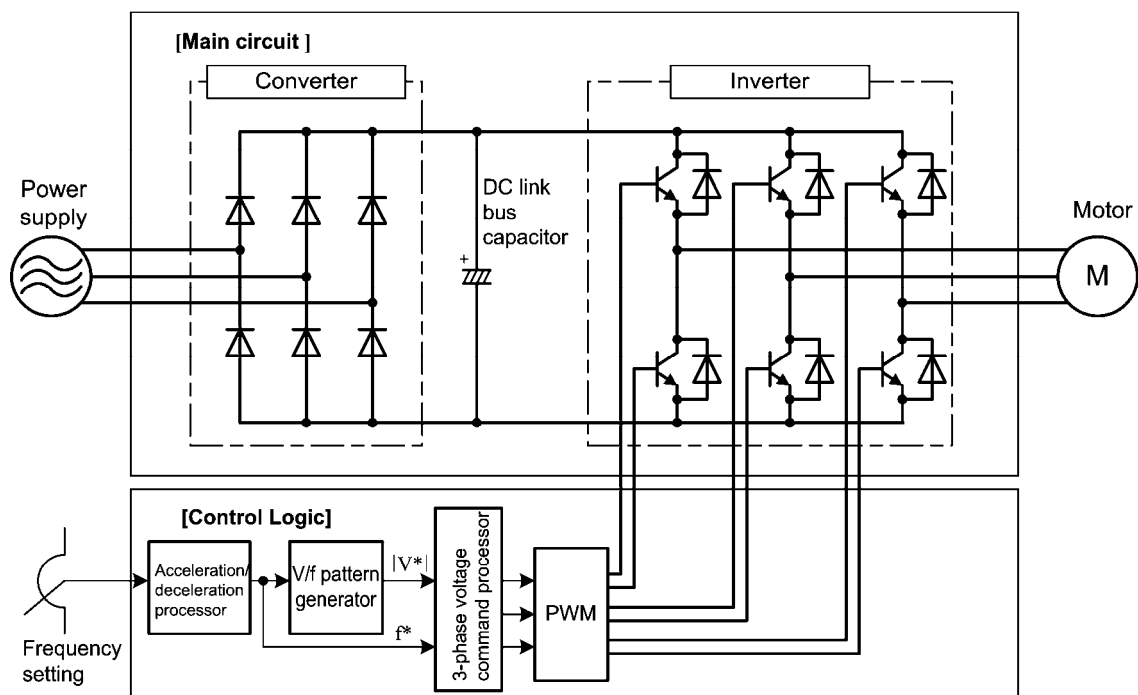 [Main circuit ]
Converter
Inverter
Power
supply
DC link
bus
capacitor
+
Motor
M
[Control Logic]
Acceleration/
deceleration
processor
V/f pattern
generator
|V*|
f*
3-phase voltage
command processor
PWM
Frequency
setting